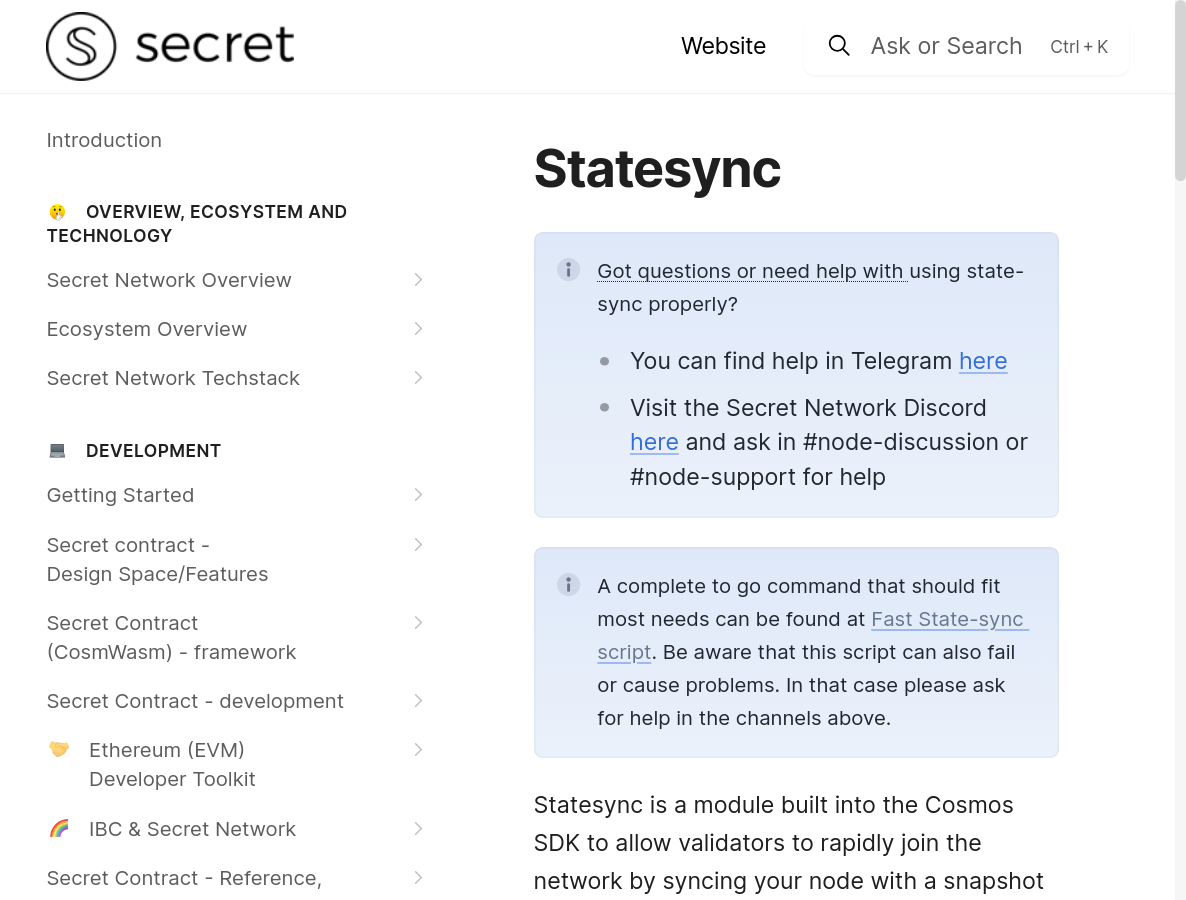 secret
Website
Ask or Search Ctrl + K
Introduction
OVERVIEW, ECOSYSTEM AND
TECHNOLOGY
Secret Network Overview
Ecosystem Overview
Secret Network Techstack
DEVELOPMENT
Getting Started
Secret contract -
Design Space/Features
Secret Contract
(CosmWasm) - framework
Secret Contract - development
Ethereum (EVM)
Developer Toolkit
IBC & Secret Network
Secret Contract - Reference,
Statesync
Got questions or need help with using state-
sync properly?
You can find help in Telegram here
Visit the Secret Network Discord
here and ask in #node-discussion or
#node-support for help
A complete to go command that should fit
most needs can be found at Fast State-sync
script. Be aware that this script can also fail
or cause problems. In that case please ask
for help in the channels above.
Statesync is a module built into the Cosmos
SDK to allow validators to rapidly join the
network by syncing your node with a snapshot